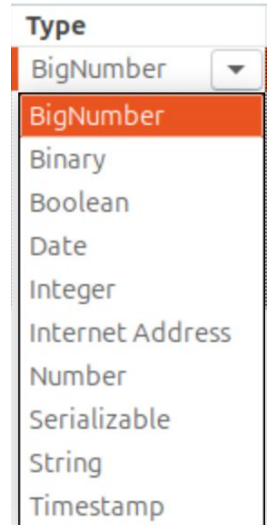 Type
BigNumber
BigNumber
Binary
Boolean
Date
Integer
Internet Address
Number
Serializable
String
Timestamp